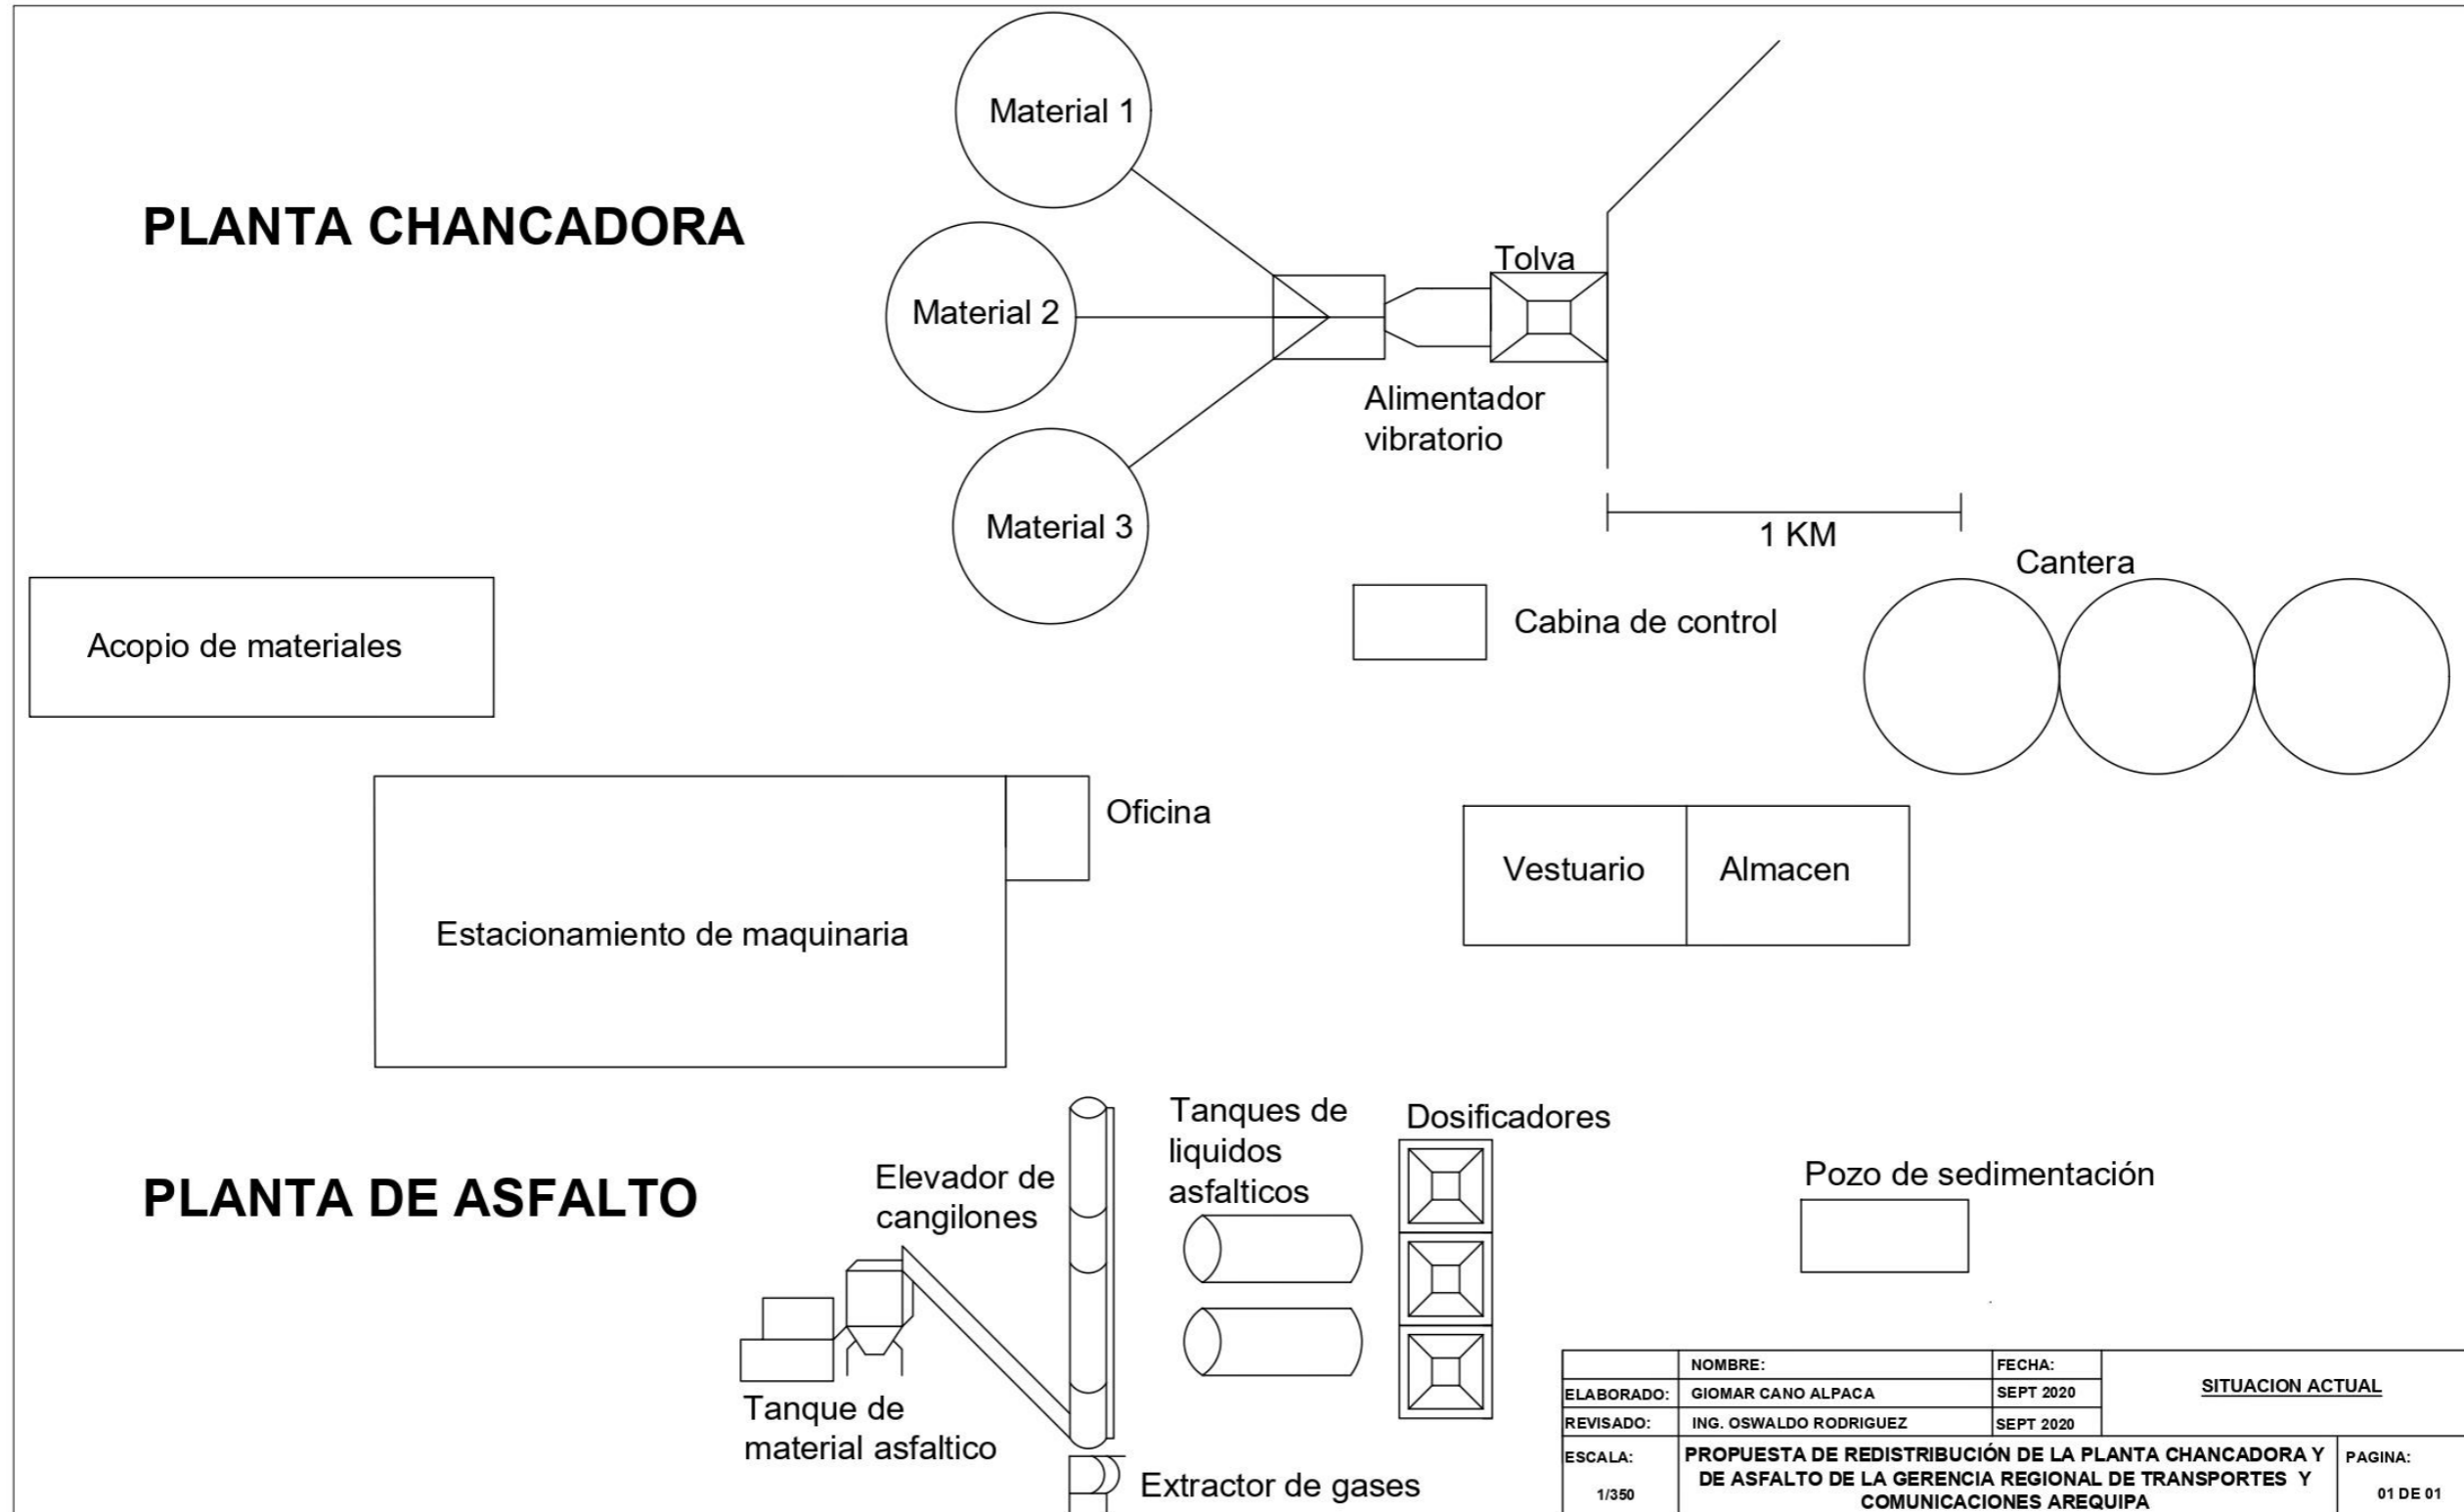 Material 1
PLANTA CHANCADORA
Tolva
Material 2
Alimentador
vibratorio
Material 3
1 KM
Cantera
Acopio de materiales
Cabina de control
Oficina
Vestuario
Almacen
Estacionamiento de maquinaria
PLANTA DE ASFALTO
Elevador de
cangilones
Tanques de
liquidos
asfalticos
Dosificadores
Pozo de sedimentación
Tanque de
material asfaltico
Extractor de gases
NOMBRE:
FECHA:
SITUACION ACTUAL
ELABORADO:
GIOMAR CANO ALPACA
SEPT 2020
REVISADO:
ING. OSWALDO RODRIGUEZ
SEPT 2020
ESCALA:
1/350
PROPUESTA DE REDISTRIBUCIÓN DE LA PLANTA CHANCADORA Y
DE ASFALTO DE LA GERENCIA REGIONAL DE TRANSPORTES Y
COMUNICACIONES AREQUIPA
PAGINA:
01 DE 01